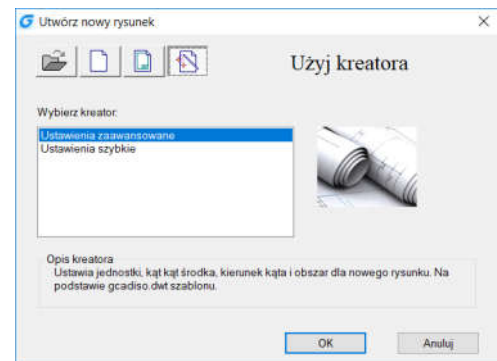 Utwórz nowy rysunek
Użyj kreatora
Wybierz kreator:
Ustawienia zaawansowane
Ustawienia szybkie
Opis kreatora
Ustawia jednostki, kąt kąt środka, kierunek kąta i obszar dla nowego rysunku. Na
podstawie gcadiso.dwt szablonu.
OK Anuluj